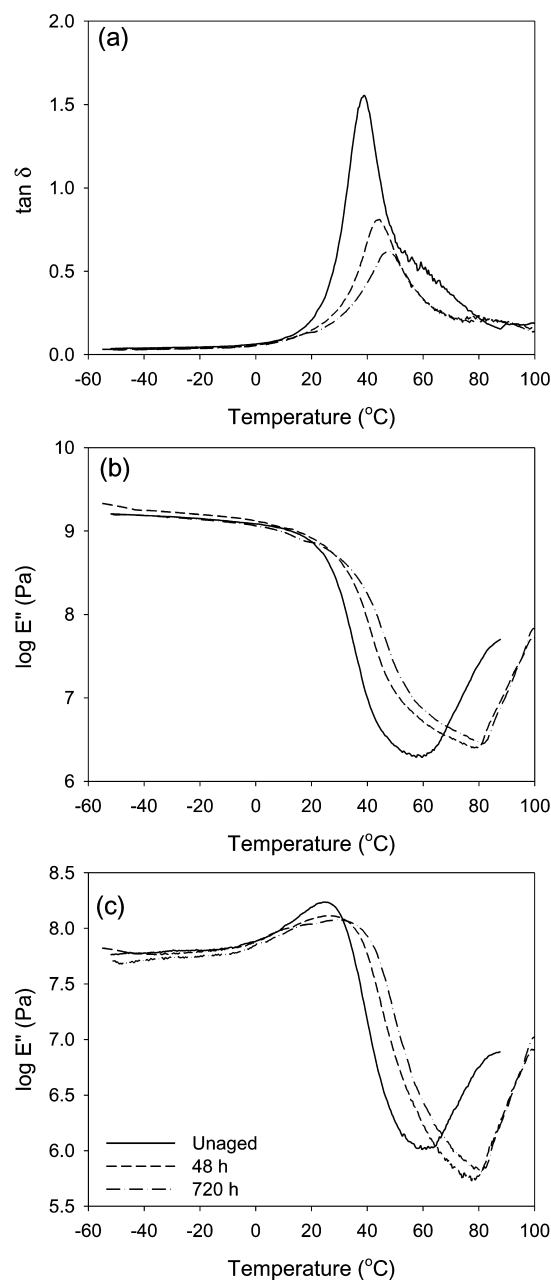 (a)
2.0
1.5
1.0
0.5
0.0
tan δ
-60 -40 -20 0 20 40 60 80 100
Temperature (°C)
(b)
10
9
8
7
6
log E" (Pa)
-60 -40 -20 0 20 40 60 80 100
Temperature (°C)
(c)
8.5
8.0
7.5
7.0
6.5
6.0
5.5
log E" (Pa)
Unaged
48 h
720 h
-60 -40 -20 0 20 40 60 80 100
Temperature (°C)